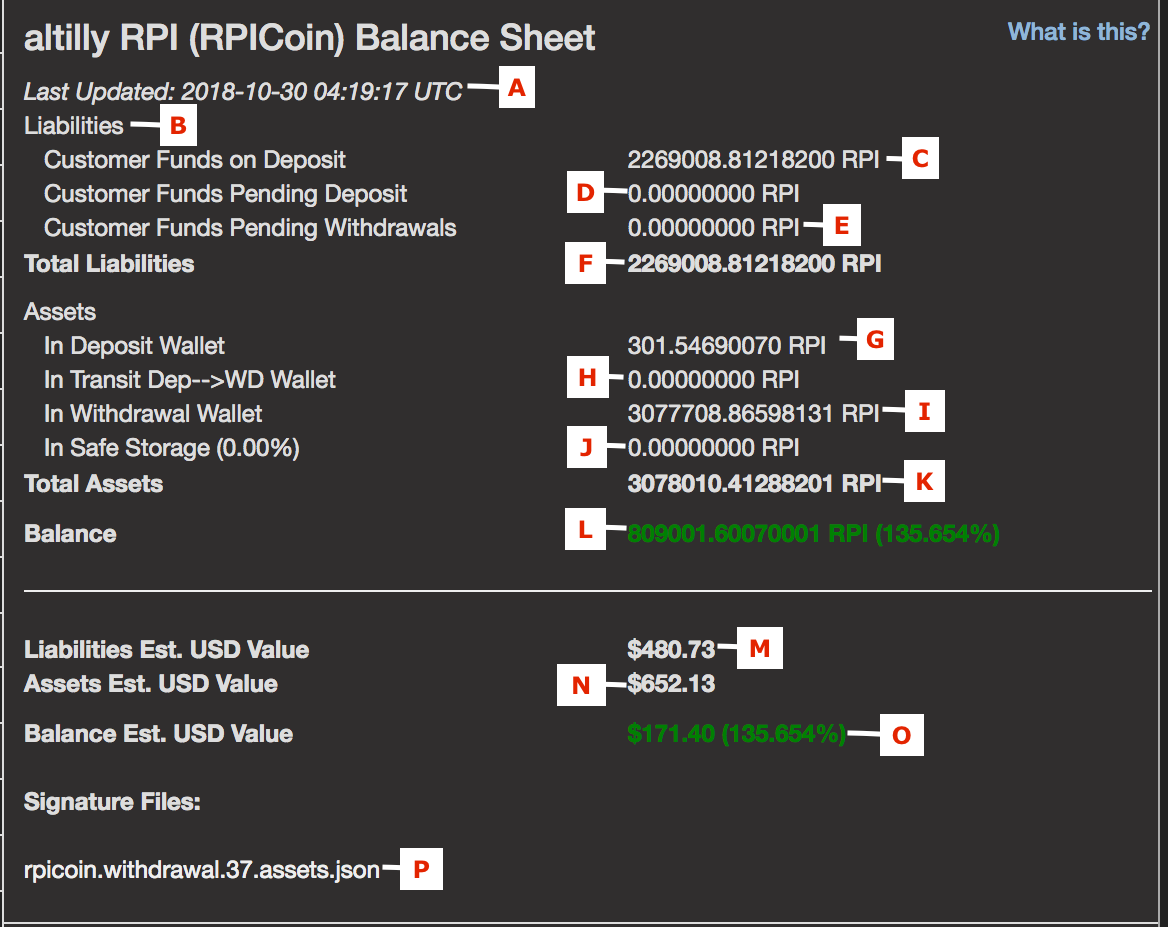 altilly RPI (RPICoin) Balance Sheet What is this?
Last Updated: 2018-10-30 04:19:17 UTC A
Liabilities B
Customer Funds on Deposit 2269008.81218200 RPI C
Customer Funds Pending Deposit D 0.00000000 RPI
Customer Funds Pending Withdrawals 0.00000000 RPI E
Total Liabilities F 2269008.81218200 RPI
Assets
In Deposit Wallet 301.54690070 RPI G
In Transit Dep-->WD Wallet H 0.00000000 RPI
In Withdrawal Wallet 3077708.86598131 RPI I
In Safe Storage (0.00%) J 0.00000000 RPI
Total Assets 3078010.41288201 RPI K
Balance L 809001.60070001 RPI (135.654%)
Liabilities Est. USD Value $480.73 M
Assets Est. USD Value N $652.13
Balance Est. USD Value $171.40 (135.654%) O
Signature Files:
rpicoin.withdrawal.37.assets.json P